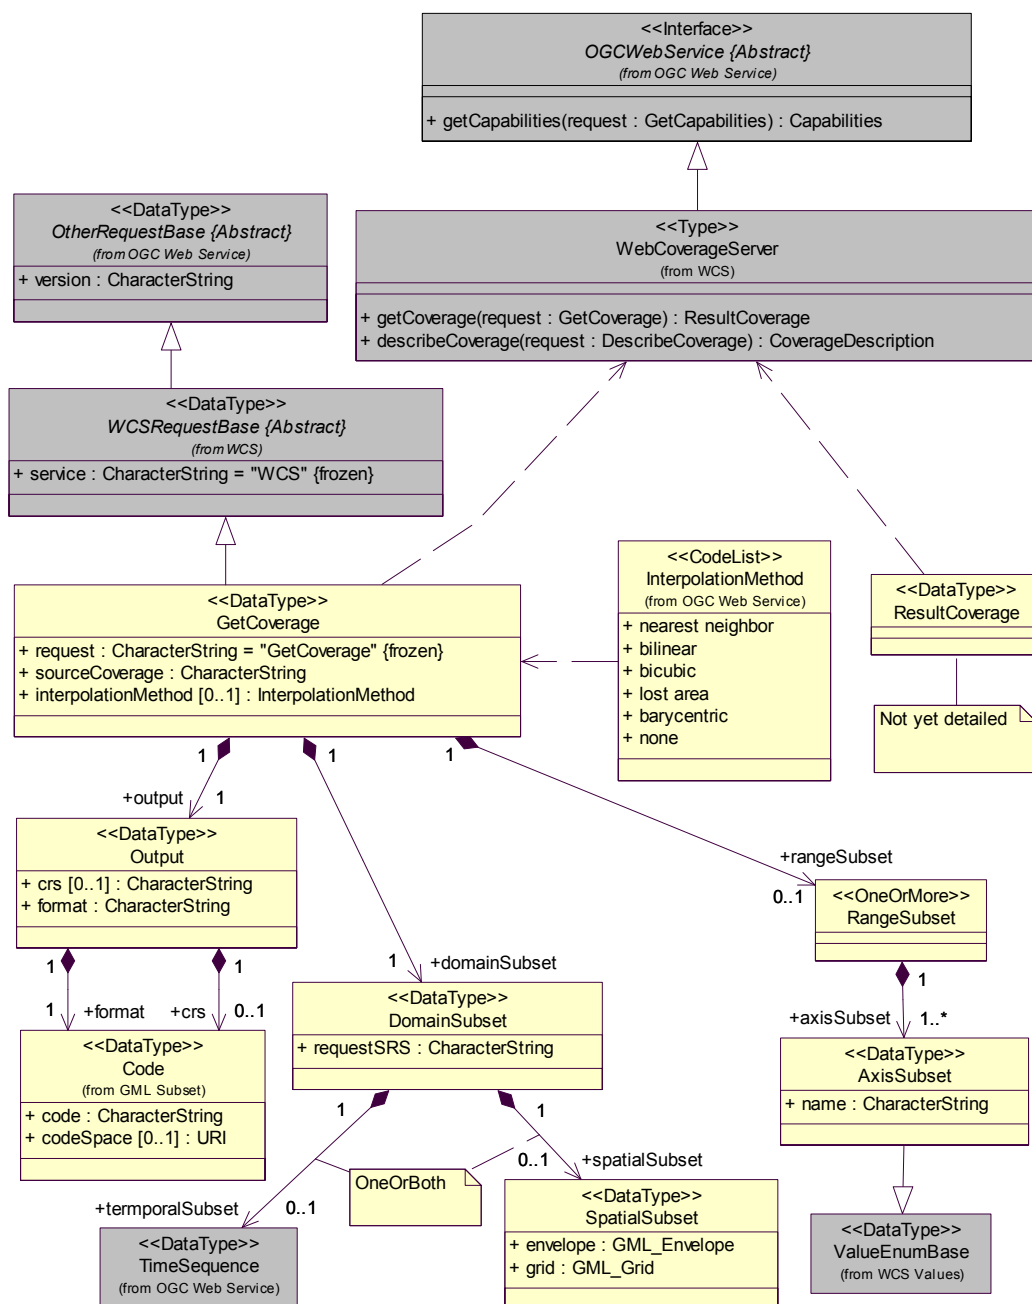 <<Interface>>
OGCWebService {Abstract}
(from OGC Web Service)
+ getCapabilities(request : GetCapabilities) : Capabilities
<<DataType>>
OtherRequestBase {Abstract}
(from OGC Web Service)
+ version : CharacterString
<<Type>>
WebCoverageServer
(from WCS)
+ getCoverage(request : GetCoverage) : ResultCoverage
+ describeCoverage(request : DescribeCoverage) : CoverageDescription
<<DataType>>
WCSRequestBase {Abstract}
(from WCS)
+ service : CharacterString = "WCS" {frozen}
<<DataType>>
GetCoverage
+ request : CharacterString = "GetCoverage" {frozen}
+ sourceCoverage : CharacterString
+ interpolationMethod [0..1] : InterpolationMethod
<<CodeList>>
InterpolationMethod
(from OGC Web Service)
+ nearest neighbor
+ bilinear
+ bicubic
+ lost area
+ barycentric
+ none
<<DataType>>
ResultCoverage
Not yet detailed
1
1
1
+output
1
<<DataType>>
Output
+ crs [0..1] : CharacterString
+ format : CharacterString
+rangeSubset
0..1
<<OneOrMore>>
RangeSubset
1
1
1
+format
+crs
0..1
1
+domainSubset
1
+axisSubset
1..*
<<DataType>>
Code
(from GML Subset)
+ code : CharacterString
+ codeSpace [0..1] : URI
<<DataType>>
DomainSubset
+ requestSRS : CharacterString
<<DataType>>
AxisSubset
+ name : CharacterString
1
1
OneOrBoth
0..1
+spatialSubset
+termporalSubset
0..1
<<DataType>>
TimeSequence
(from OGC Web Service)
<<DataType>>
SpatialSubset
+ envelope : GML_Envelope
+ grid : GML_Grid
<<DataType>>
ValueEnumBase
(from WCS Values)